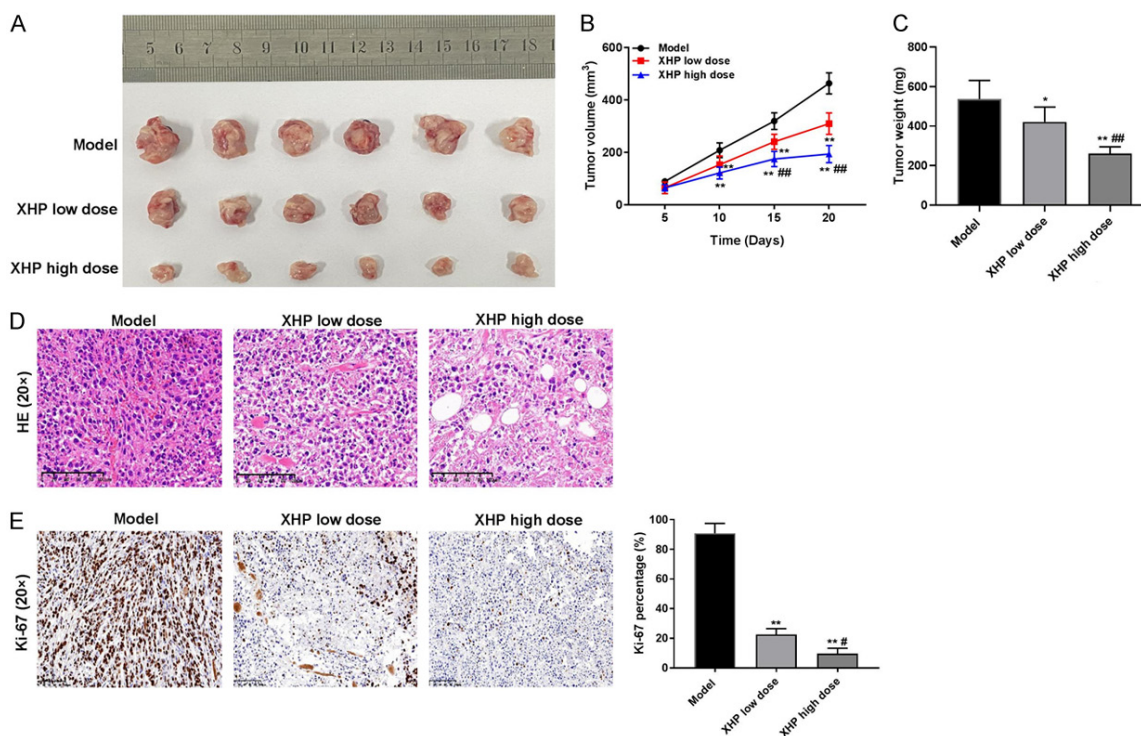 A
5 6 7 8 9 10 11 12 13 14 15 16 17 18
Model
XHP low dose
XHP high dose
B
Model
XHP low dose
XHP high dose
Tumor volume (mm³)
600
400
200
0
**
**
**
** ##
**
** ##
5 10 15 20
Time (Days)
C
Tumor weight (mg)
800
600
400
200
0
*
** ##
Model
XHP low dose
XHP high dose
D
Model XHP low dose XHP high dose
HE (20×)
E
Model XHP low dose XHP high dose
Ki-67 (20×)
Ki-67 percentage (%)
100
80
60
40
20
0
**
** #
Model
XHP low dose
XHP high dose